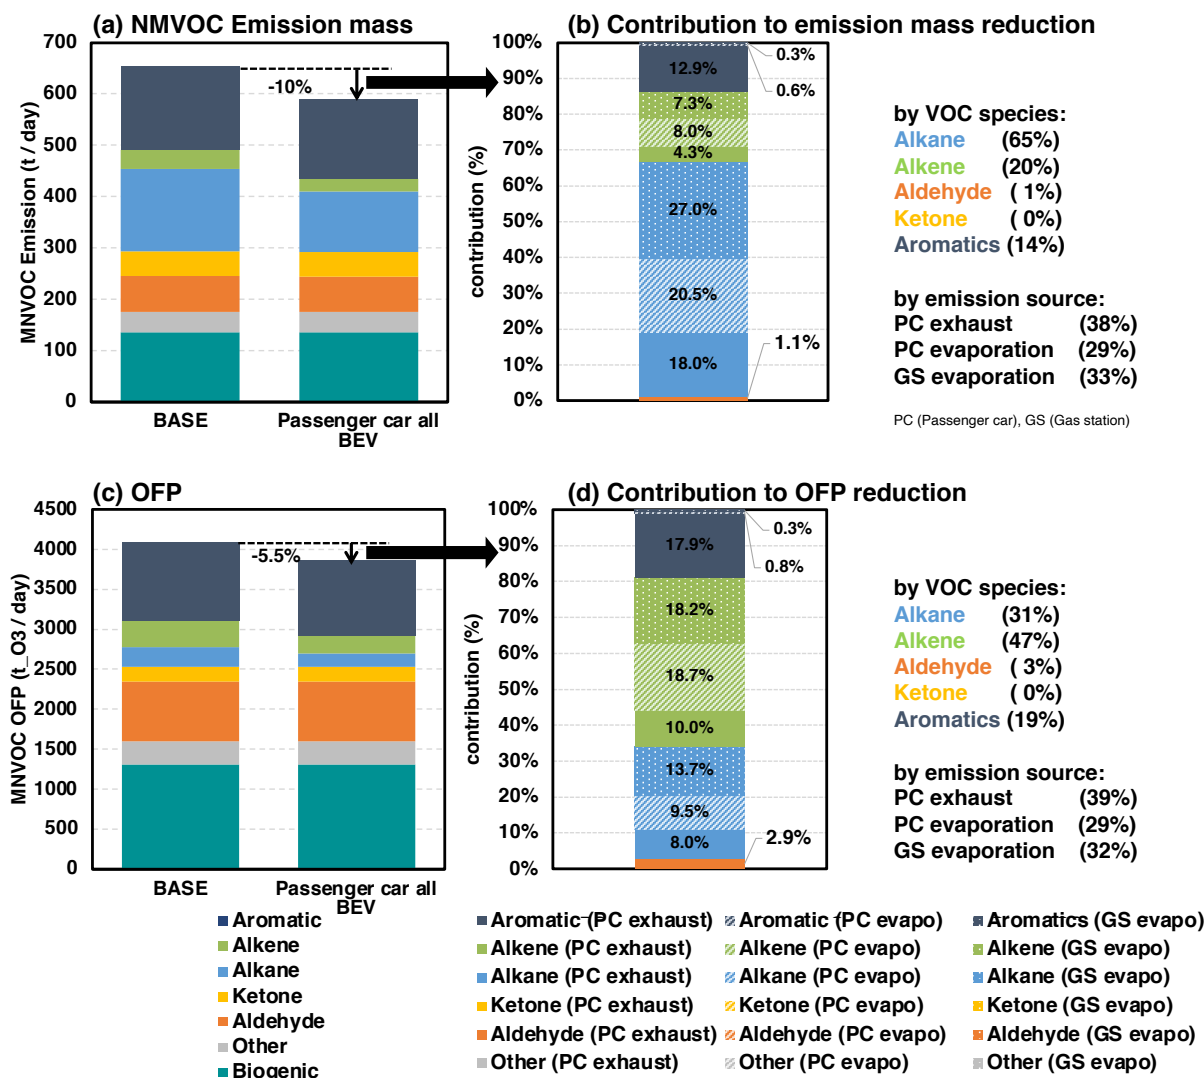 (a) NMVOC Emission mass
MNVOC Emission (t / day)
700
600
500
400
300
200
100
0
-10%
BASE
Passenger car all
BEV
(b) Contribution to emission mass reduction
contribution (%)
100%
90%
80%
70%
60%
50%
40%
30%
20%
10%
0%
0.3%
0.6%
12.9%
7.3%
8.0%
4.3%
27.0%
20.5%
18.0%
1.1%
by VOC species:
Alkane (65%)
Alkene (20%)
Aldehyde ( 1%)
Ketone ( 0%)
Aromatics (14%)
by emission source:
PC exhaust (38%)
PC evaporation (29%)
GS evaporation (33%)
PC (Passenger car), GS (Gas station)
(c) OFP
MNVOC OFP (t_O3 / day)
4500
4000
3500
3000
2500
2000
1500
1000
500
0
-5.5%
BASE
Passenger car all
BEV
(d) Contribution to OFP reduction
contribution (%)
100%
90%
80%
70%
60%
50%
40%
30%
20%
10%
0%
0.3%
0.8%
17.9%
18.2%
18.7%
10.0%
13.7%
9.5%
8.0%
2.9%
by VOC species:
Alkane (31%)
Alkene (47%)
Aldehyde ( 3%)
Ketone ( 0%)
Aromatics (19%)
by emission source:
PC exhaust (39%)
PC evaporation (29%)
GS evaporation (32%)
Aromatic
Alkene
Alkane
Ketone
Aldehyde
Other
Biogenic
Aromatic (PC exhaust)
Alkene (PC exhaust)
Alkane (PC exhaust)
Ketone (PC exhaust)
Aldehyde (PC exhaust)
Other (PC exhaust)
Aromatic (PC evapo)
Alkene (PC evapo)
Alkane (PC evapo)
Ketone (PC evapo)
Aldehyde (PC evapo)
Other (PC evapo)
Aromatics (GS evapo)
Alkene (GS evapo)
Alkane (GS evapo)
Ketone (GS evapo)
Aldehyde (GS evapo)
Other (GS evapo)